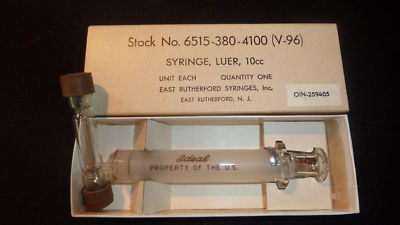 Stock No. 6515-380-4100 (V-96)
SYRINGE, LUER, 10cc
UNIT EACH QUANTITY ONE
EAST RUTHERFORD SYRINGES, Inc.
EAST RUTHERFORD, N. J.
OIN-259405
Ideal
PROPERTY OF THE U.S.